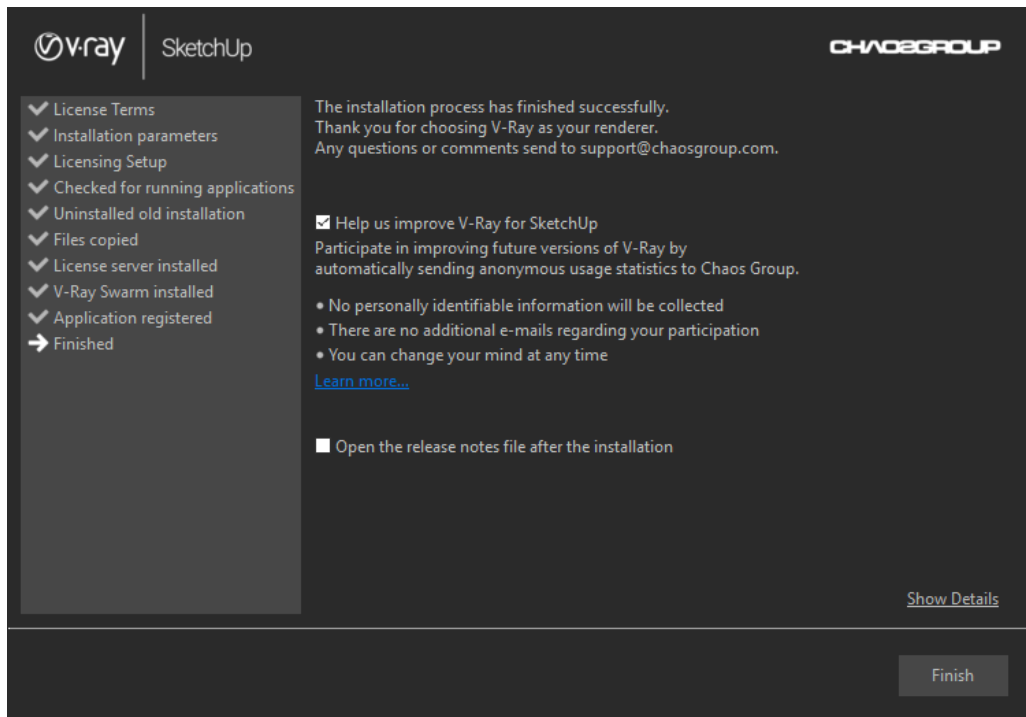 v·ray
SketchUp
CHAOSGROUP
License Terms
Installation parameters
Licensing Setup
Checked for running applications
Uninstalled old installation
Files copied
License server installed
V-Ray Swarm installed
Application registered
Finished
The installation process has finished successfully.
Thank you for choosing V-Ray as your renderer.
Any questions or comments send to support@chaosgroup.com.
Help us improve V-Ray for SketchUp
Participate in improving future versions of V-Ray by
automatically sending anonymous usage statistics to Chaos Group.
• No personally identifiable information will be collected
• There are no additional e-mails regarding your participation
• You can change your mind at any time
Learn more...
Open the release notes file after the installation
Show Details
Finish